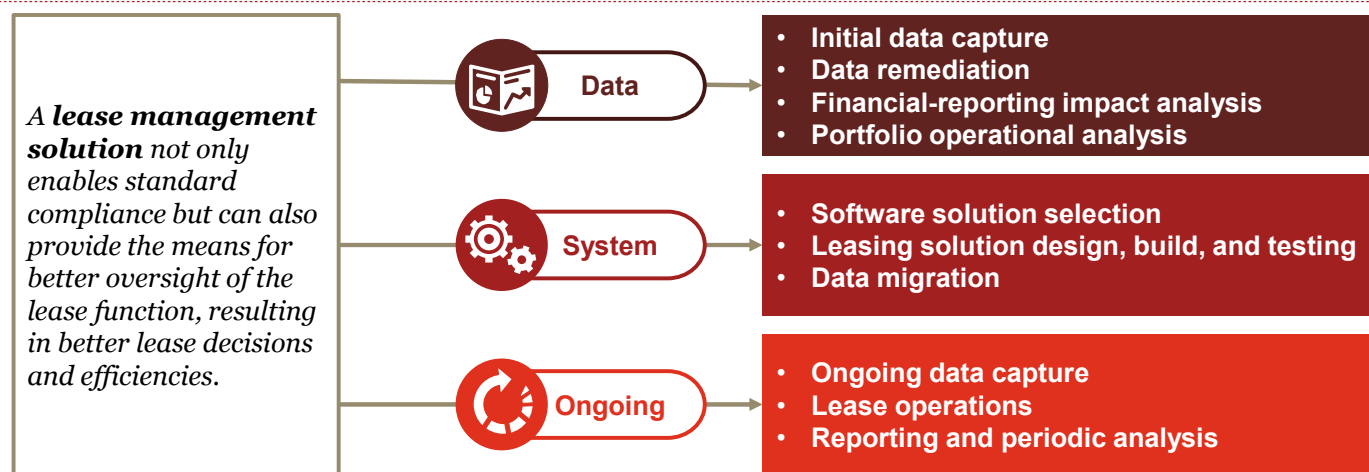 A lease management
solution not only
enables standard
compliance but can also
provide the means for
better oversight of the
lease function, resulting
in better lease decisions
and efficiencies.
Data
• Initial data capture
• Data remediation
• Financial-reporting impact analysis
• Portfolio operational analysis
System
• Software solution selection
• Leasing solution design, build, and testing
• Data migration
Ongoing
• Ongoing data capture
• Lease operations
• Reporting and periodic analysis